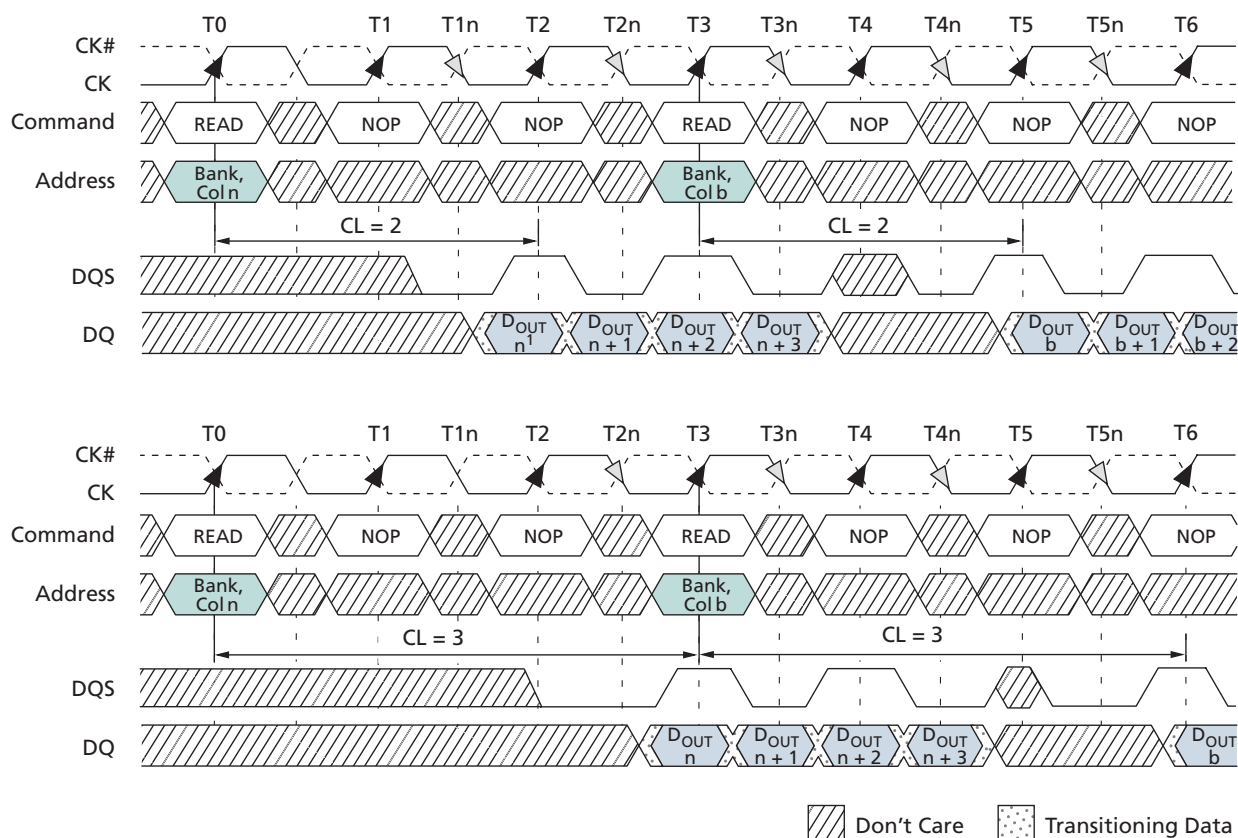 T0 T1 T1n T2 T2n T3 T3n T4 T4n T5 T5n T6
CK#
CK
Command READ NOP NOP READ NOP NOP NOP
Address Bank, Col n Bank, Col b
CL = 2 CL = 2
DQS
DQ DOUT n1 DOUT n + 1 DOUT n + 2 DOUT n + 3 DOUT b DOUT b + 1 DOUT b + 2
T0 T1 T1n T2 T2n T3 T3n T4 T4n T5 T5n T6
CK#
CK
Command READ NOP NOP READ NOP NOP NOP
Address Bank, Col n Bank, Col b
CL = 3 CL = 3
DQS
DQ DOUT n DOUT n + 1 DOUT n + 2 DOUT n + 3 DOUT b
Don't Care Transitioning Data